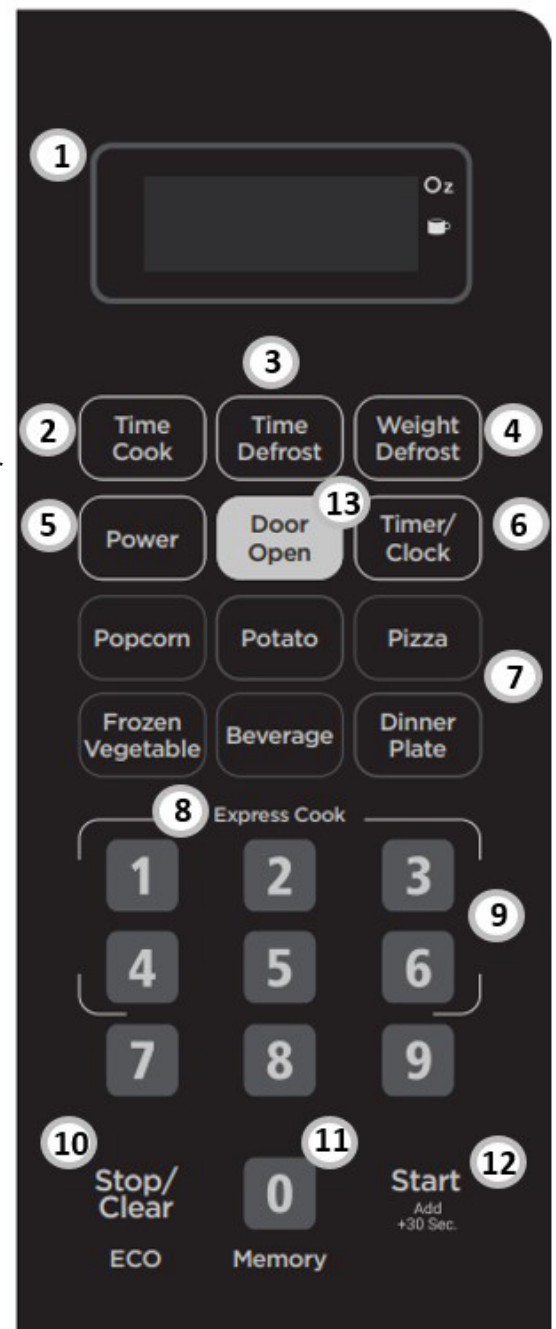 1
Oz
3
2
Time
Cook
Time
Defrost
Weight
Defrost
4
5
Power
13
Door
Open
Timer/
Clock
6
Popcorn
Potato
Pizza
7
Frozen
Vegetable
Beverage
Dinner
Plate
8
Express Cook
1
2
3
9
4
5
6
7
8
9
10
Stop/
Clear
ECO
11
0
Memory
12
Start
Add
+30 Sec.